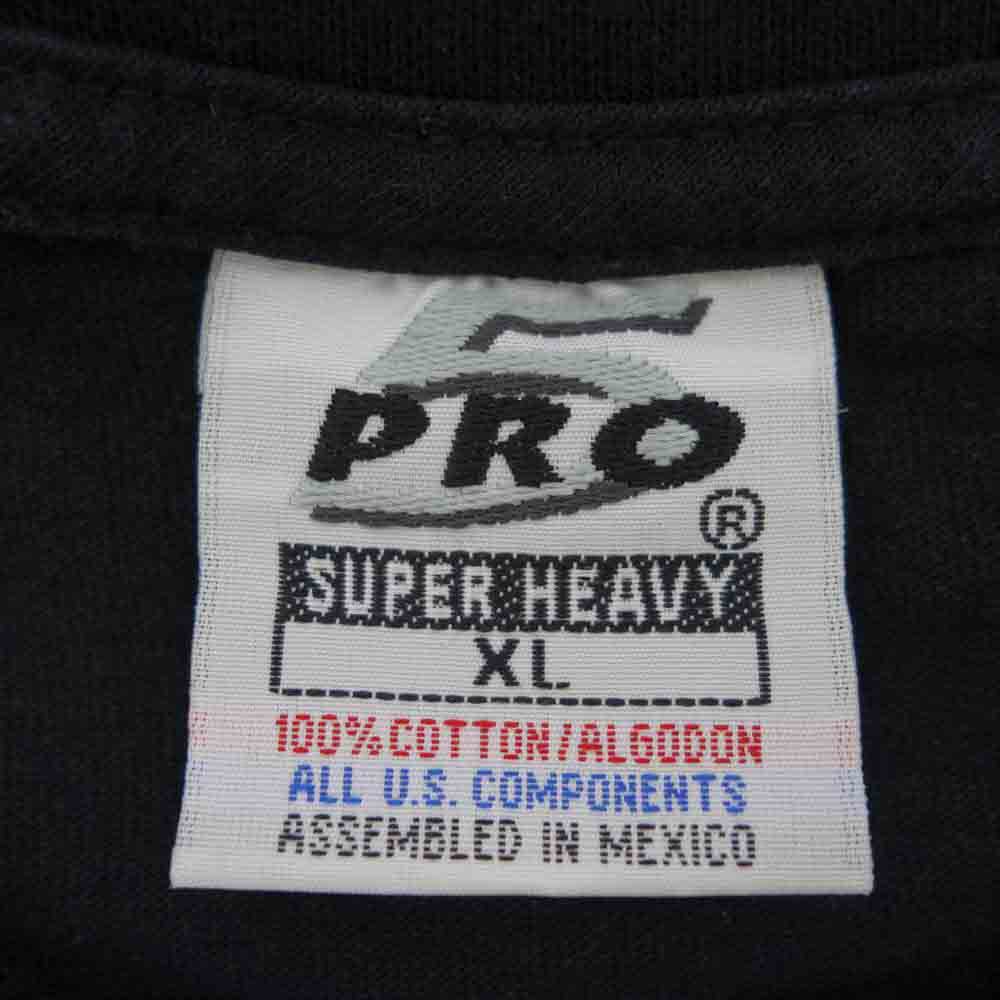 5
PRO
®
SUPER HEAVY
XL
100% COTTON/ALGODON
ALL U.S. COMPONENTS
ASSEMBLED IN MEXICO